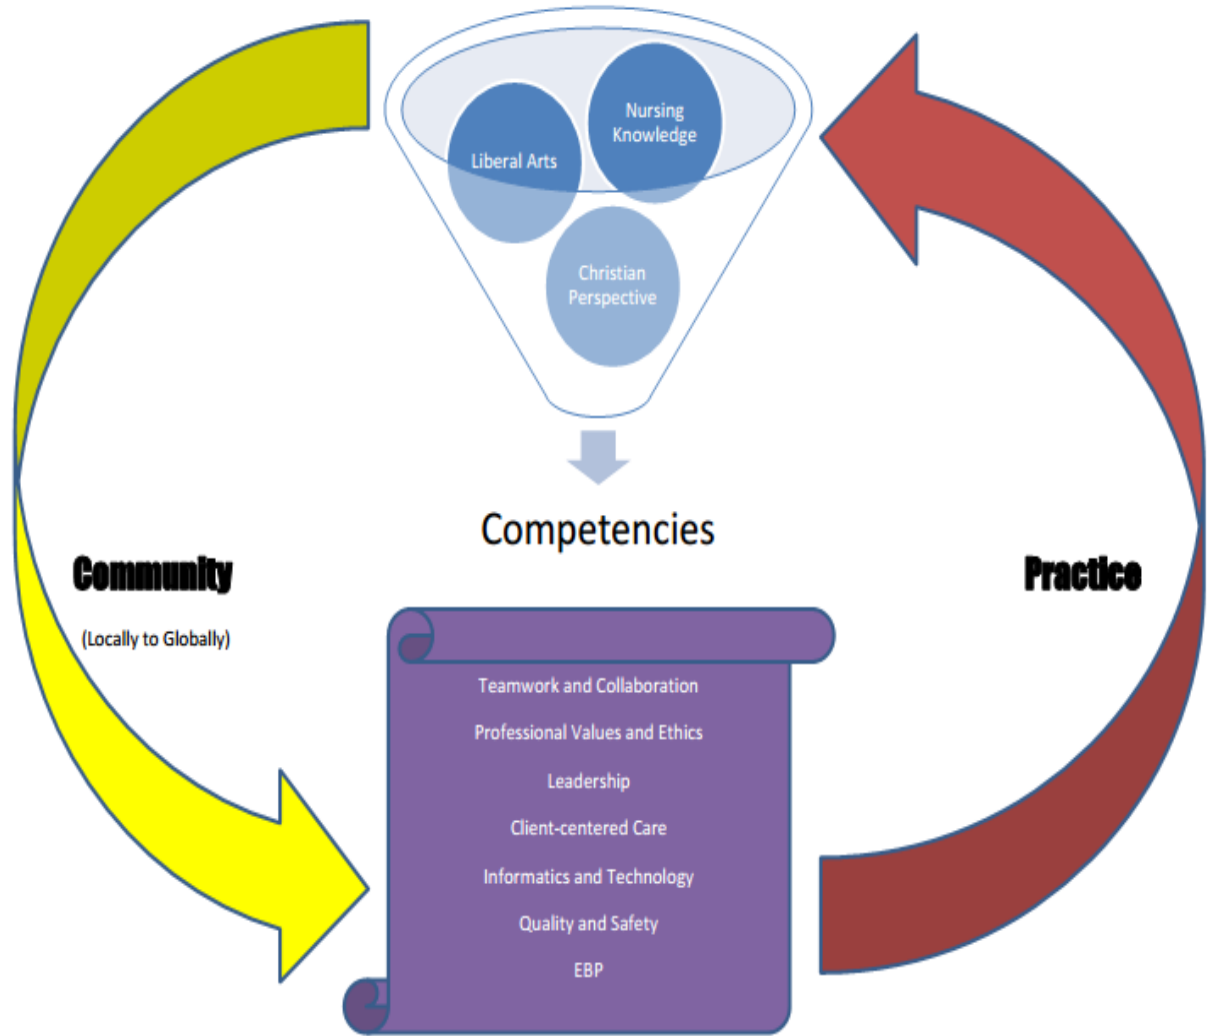 Nursing
Knowledge
Liberal Arts
Christian
Perspective
Competencies
Community
(Locally to Globally)
Practice
Teamwork and Collaboration
Professional Values and Ethics
Leadership
Client-centered Care
Informatics and Technology
Quality and Safety
EBP